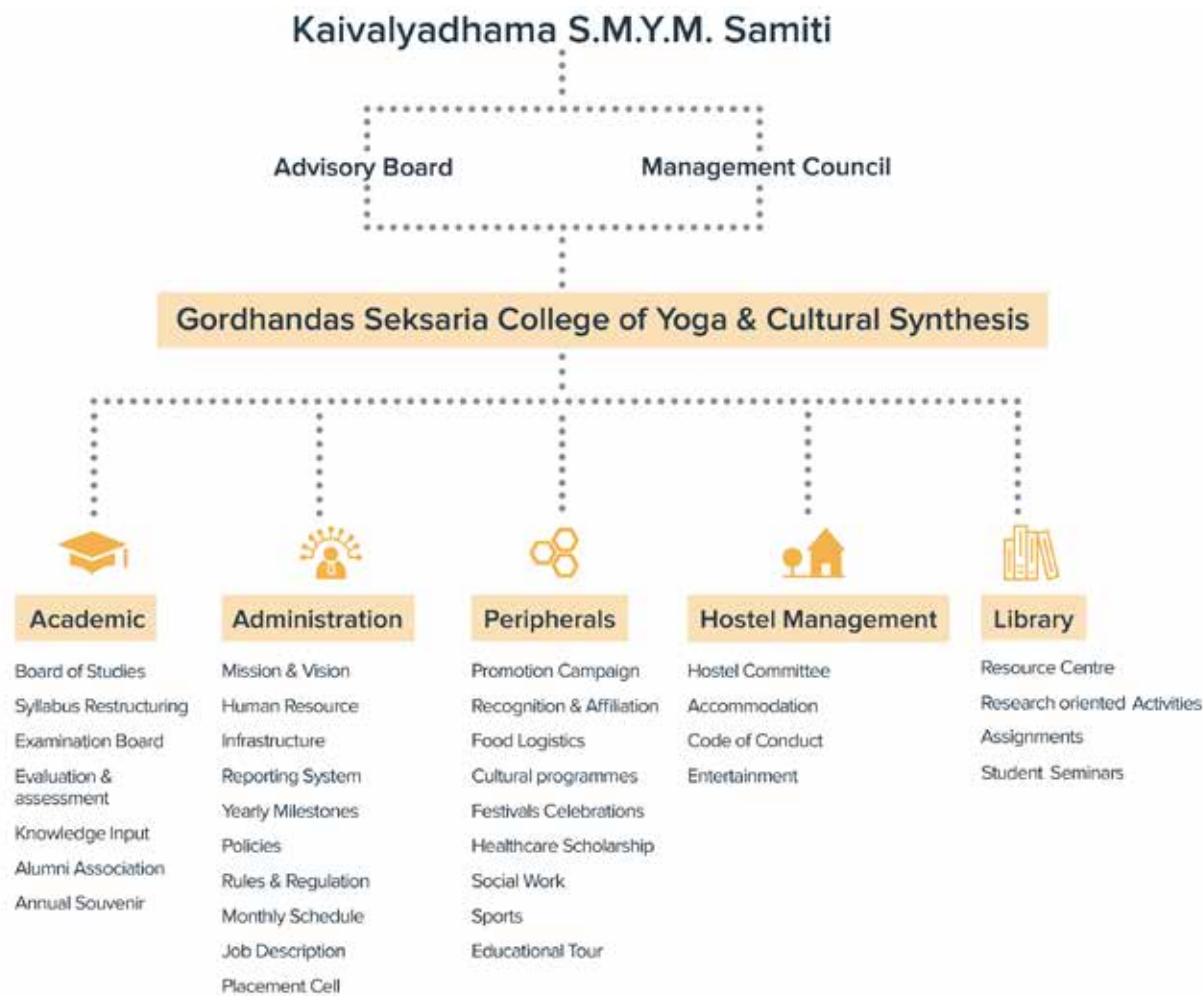 Kaivalyadhama S.M.Y.M. Samiti
Advisory Board
Management Council
Gordhandas Seksaria College of Yoga & Cultural Synthesis
Academic
Board of Studies
Syllabus Restructuring
Examination Board
Evaluation &
assessment
Knowledge Input
Alumni Association
Annual Souvenir
Administration
Mission & Vision
Human Resource
Infrastructure
Reporting System
Yearly Milestones
Policies
Rules & Regulation
Monthly Schedule
Job Description
Placement Cell
Peripherals
Promotion Campaign
Recognition & Affiliation
Food Logistics
Cultural programmes
Festivals Celebrations
Healthcare Scholarship
Social Work
Sports
Educational Tour
Hostel Management
Hostel Committee
Accommodation
Code of Conduct
Entertainment
Library
Resource Centre
Research oriented Activities
Assignments
Student Seminars